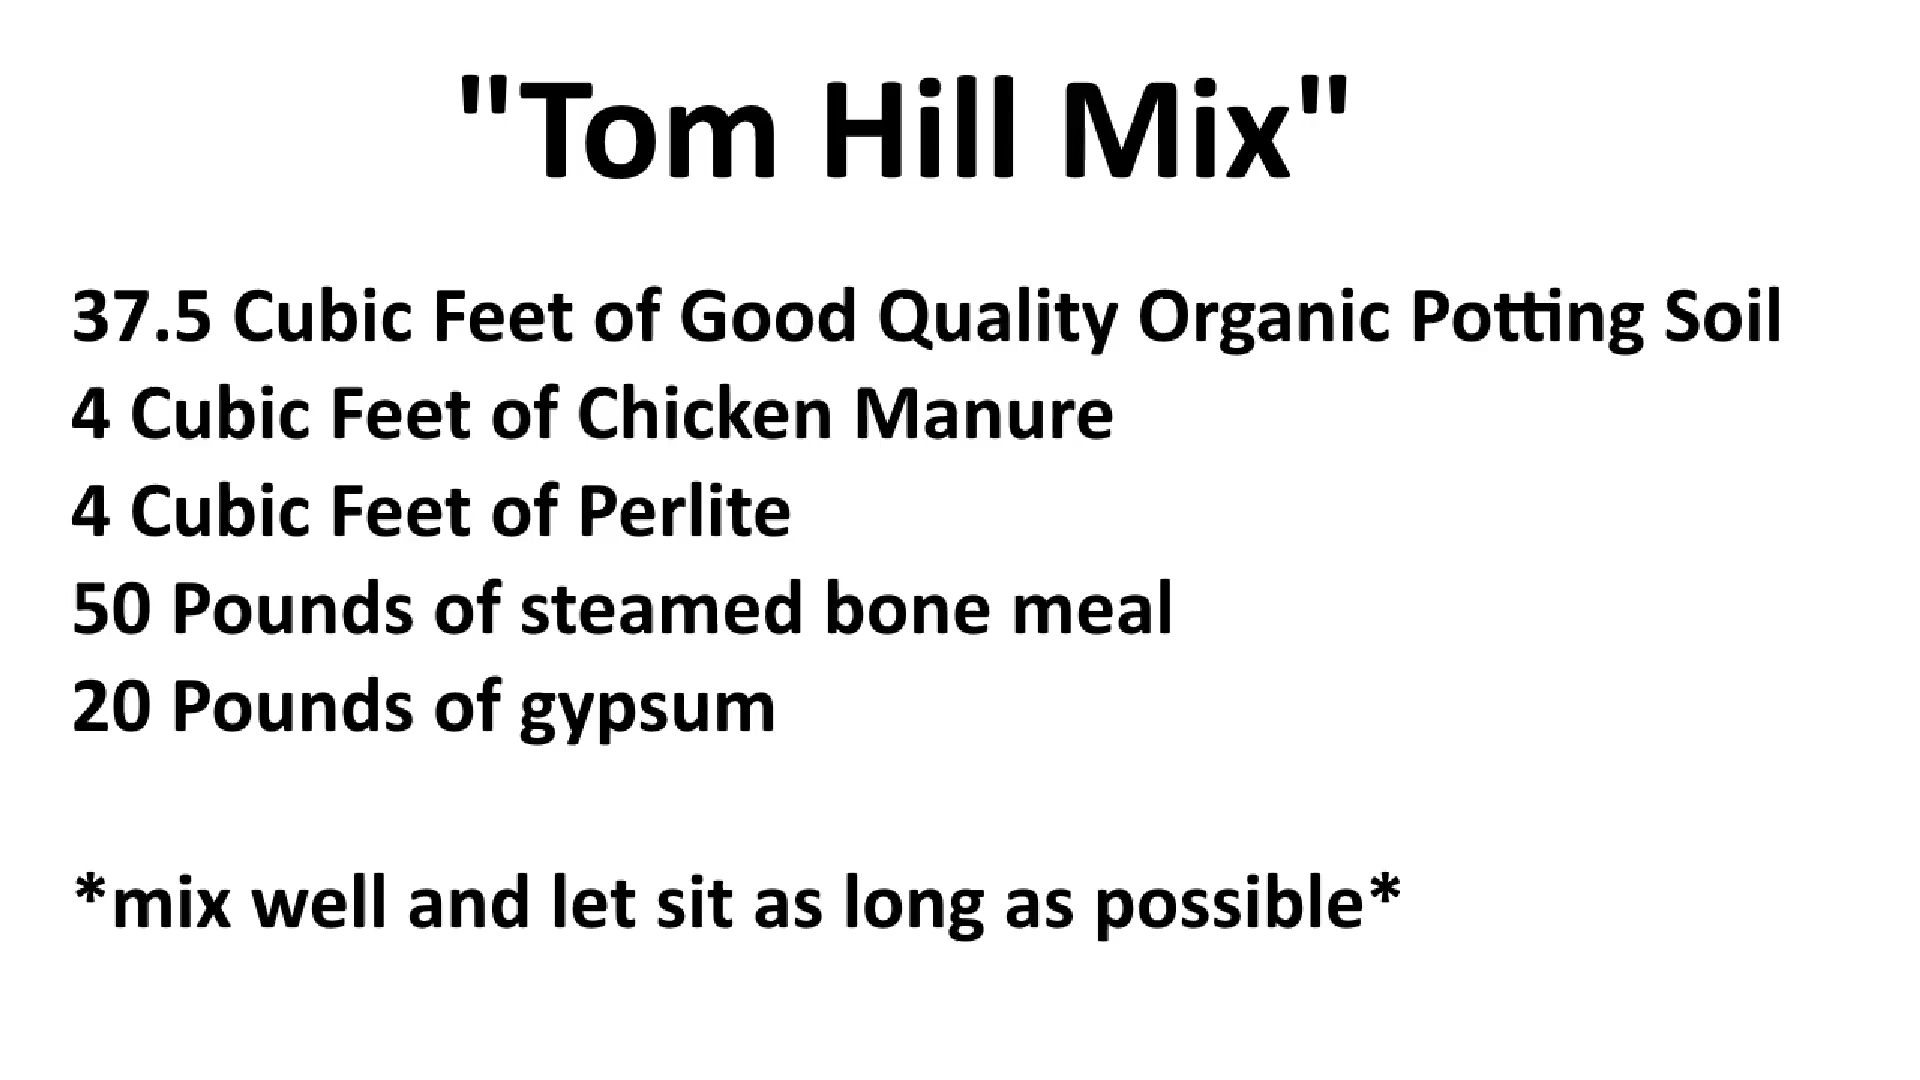 "Tom Hill Mix"
37.5 Cubic Feet of Good Quality Organic Potting Soil
4 Cubic Feet of Chicken Manure
4 Cubic Feet of Perlite
50 Pounds of steamed bone meal
20 Pounds of gypsum
*mix well and let sit as long as possible*